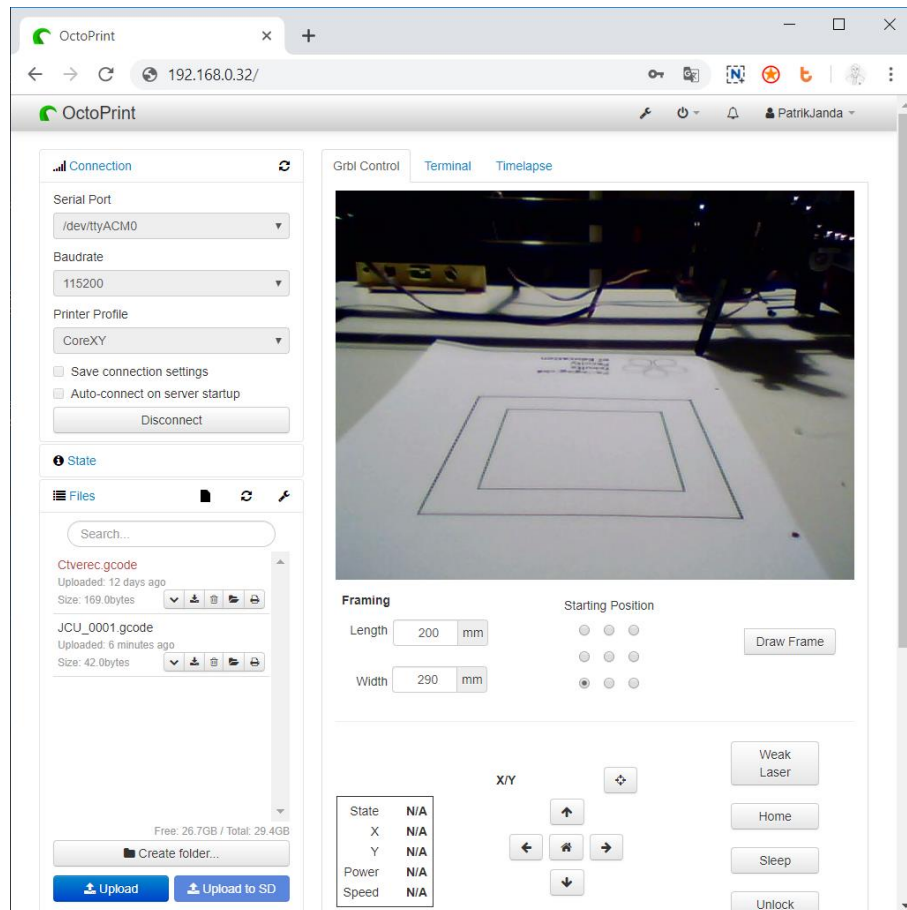 OctoPrint
192.168.0.32/
OctoPrint
PatrikJanda
Connection
Serial Port
/dev/ttyACM0
Baudrate
115200
Printer Profile
CoreXY
Save connection settings
Auto-connect on server startup
Disconnect
State
Files
Search...
Ctverec.gcode
Uploaded: 12 days ago
Size: 169.0bytes
JCU_0001.gcode
Uploaded: 6 minutes ago
Size: 42.0bytes
Free: 26.7GB / Total: 29.4GB
Create folder...
Upload
Upload to SD
Grbl Control
Terminal
Timelapse
Framing
Length
200
mm
Width
290
mm
Starting Position
Draw Frame
State N/A
X N/A
Y N/A
Power N/A
Speed N/A
X/Y
Weak
Laser
Home
Sleep
Unlock